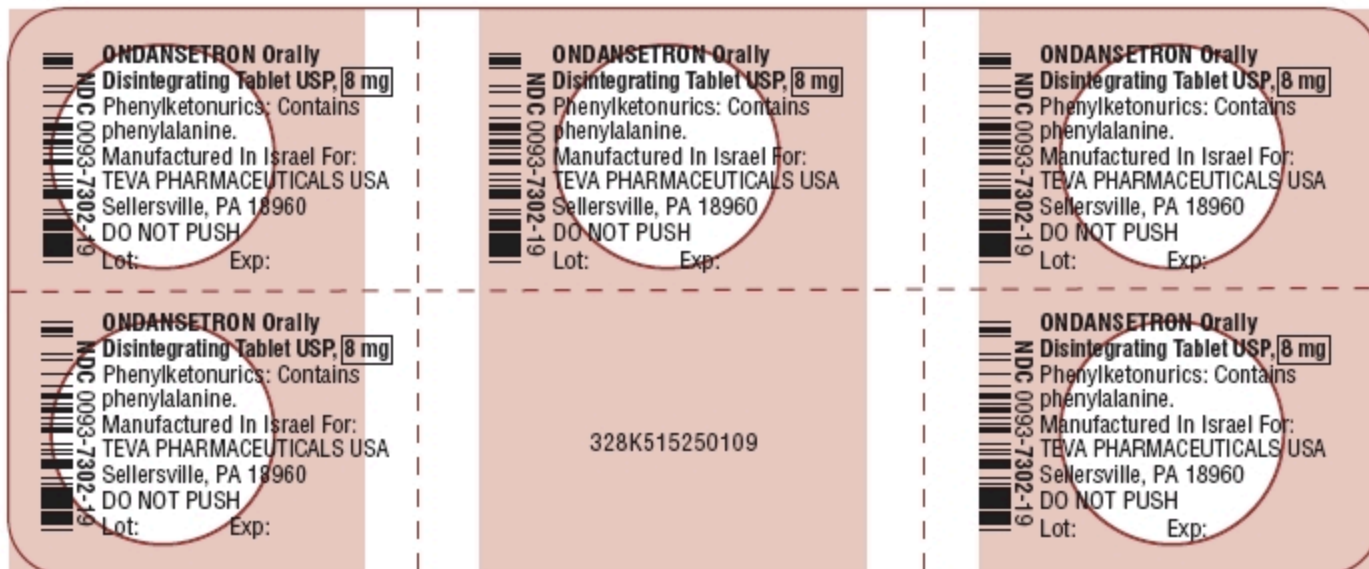 ONDANSETRON Orally
Disintegrating Tablet USP, 8 mg
Phenylketonurics: Contains
phenylalanine.
Manufactured In Israel For:
TEVA PHARMACEUTICALS USA
Sellersville, PA 18960
DO NOT PUSH
Lot: Exp:
NDC 0093-7302-19
ONDANSETRON Orally
Disintegrating Tablet USP, 8 mg
Phenylketonurics: Contains
phenylalanine.
Manufactured In Israel For:
TEVA PHARMACEUTICALS USA
Sellersville, PA 18960
DO NOT PUSH
Lot: Exp:
NDC 0093-7302-19
ONDANSETRON Orally
Disintegrating Tablet USP, 8 mg
Phenylketonurics: Contains
phenylalanine.
Manufactured In Israel For:
TEVA PHARMACEUTICALS USA
Sellersville, PA 18960
DO NOT PUSH
Lot: Exp:
NDC 0093-7302-19
ONDANSETRON Orally
Disintegrating Tablet USP, 8 mg
Phenylketonurics: Contains
phenylalanine.
Manufactured In Israel For:
TEVA PHARMACEUTICALS USA
Sellersville, PA 18960
DO NOT PUSH
Lot: Exp:
NDC 0093-7302-19
328K515250109
ONDANSETRON Orally
Disintegrating Tablet USP, 8 mg
Phenylketonurics: Contains
phenylalanine.
Manufactured In Israel For:
TEVA PHARMACEUTICALS USA
Sellersville, PA 18960
DO NOT PUSH
Lot: Exp:
NDC 0093-7302-19